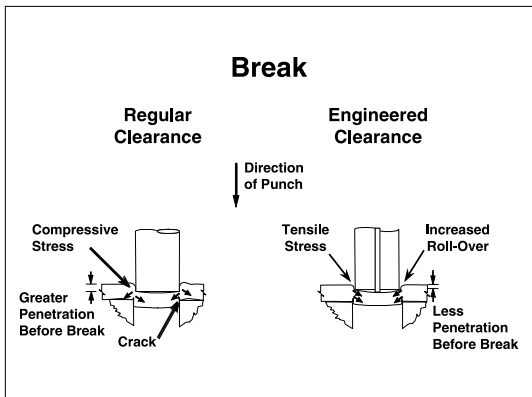 Break
Regular
Clearance
Engineered
Clearance
Direction
of Punch
Compressive
Stress
Greater
Penetration
Before Break
Crack
Tensile
Stress
Increased
Roll-Over
Less
Penetration
Before Break